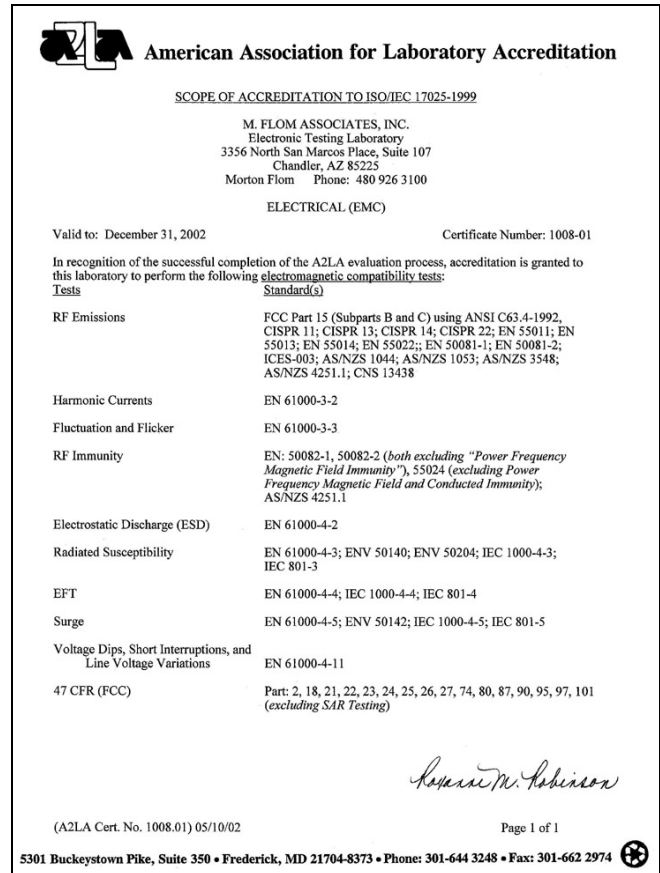 A2LA American Association for Laboratory Accreditation
SCOPE OF ACCREDITATION TO ISO/IEC 17025-1999
M. FLOM ASSOCIATES, INC.
Electronic Testing Laboratory
3356 North San Marcos Place, Suite 107
Chandler, AZ 85225
Morton Flom Phone: 480 926 3100
ELECTRICAL (EMC)
Valid to: December 31, 2002 Certificate Number: 1008-01
In recognition of the successful completion of the A2LA evaluation process, accreditation is granted to
this laboratory to perform the following electromagnetic compatibility tests:
Tests Standard(s)
RF Emissions FCC Part 15 (Subparts B and C) using ANSI C63.4-1992,
CISPR 11; CISPR 13; CISPR 14; CISPR 22; EN 55011; EN
55013; EN 55014; EN 55022;; EN 50081-1; EN 50081-2;
ICES-003; AS/NZS 1044; AS/NZS 1053; AS/NZS 3548;
AS/NZS 4251.1; CNS 13438
Harmonic Currents EN 61000-3-2
Fluctuation and Flicker EN 61000-3-3
RF Immunity EN: 50082-1, 50082-2 (both excluding “Power Frequency
Magnetic Field Immunity”), 55024 (excluding Power
Frequency Magnetic Field and Conducted Immunity);
AS/NZS 4251.1
Electrostatic Discharge (ESD) EN 61000-4-2
Radiated Susceptibility EN 61000-4-3; ENV 50140; ENV 50204; IEC 1000-4-3;
IEC 801-3
EFT EN 61000-4-4; IEC 1000-4-4; IEC 801-4
Surge EN 61000-4-5; ENV 50142; IEC 1000-4-5; IEC 801-5
Voltage Dips, Short Interruptions, and
Line Voltage Variations EN 61000-4-11
47 CFR (FCC) Part: 2, 18, 21, 22, 23, 24, 25, 26, 27, 74, 80, 87, 90, 95, 97, 101
(excluding SAR Testing)
Roxanne M. Robinson
(A2LA Cert. No. 1008.01) 05/10/02 Page 1 of 1
5301 Buckeystown Pike, Suite 350 • Frederick, MD 21704-8373 • Phone: 301-644 3248 • Fax: 301-662 2974